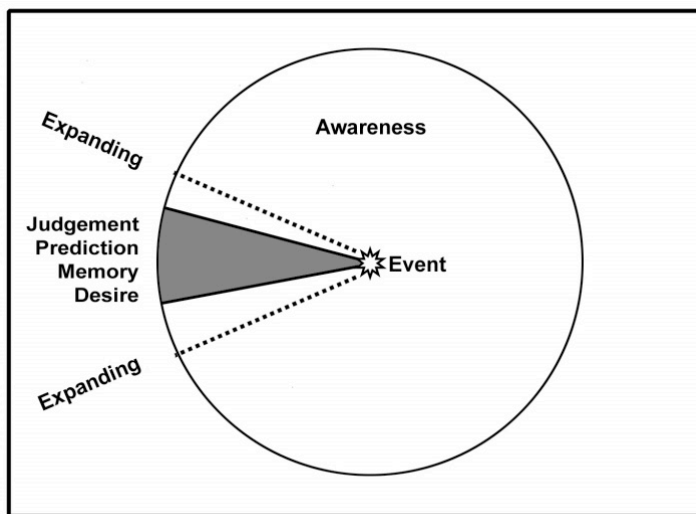 Awareness
Expanding
Judgement
Prediction
Memory
Desire
Event
Expanding